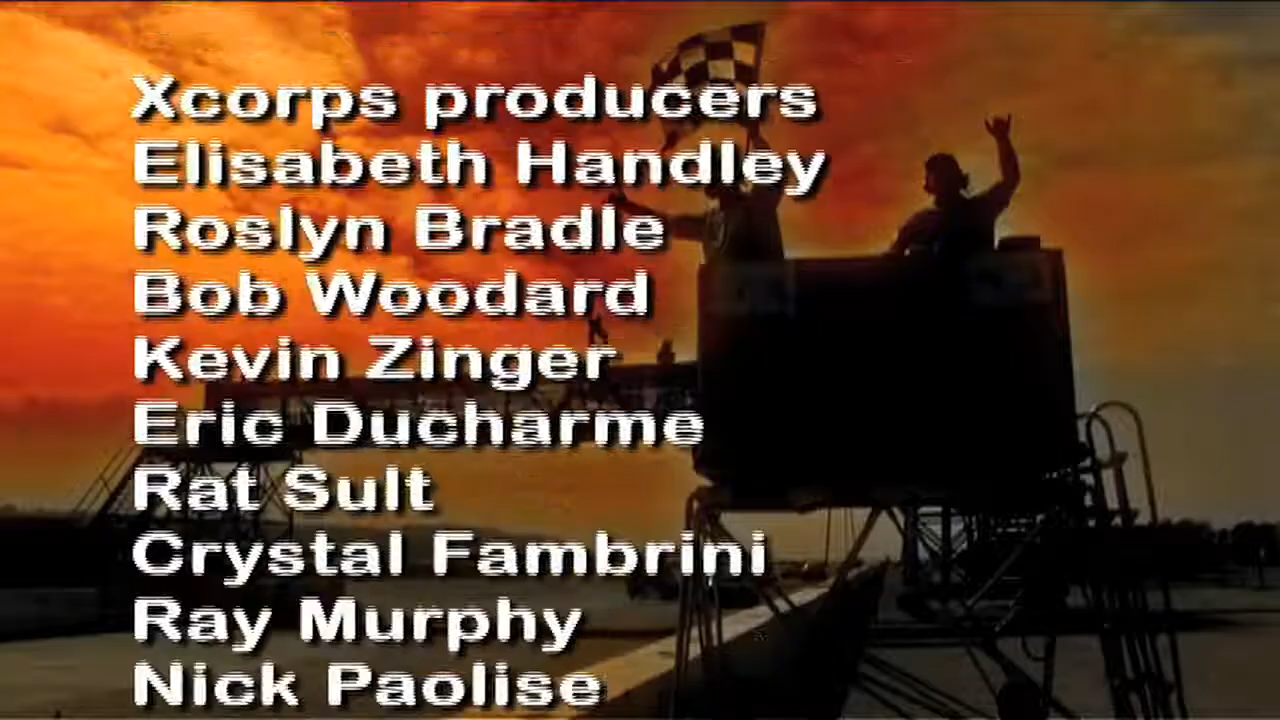 Xcorps producers
Elisabeth Handley
Roslyn Bradle
Bob Woodard
Kevin Zinger
Eric Ducharme
Rat Sult
Crystal Fambrini
Ray Murphy
Nick Paolise